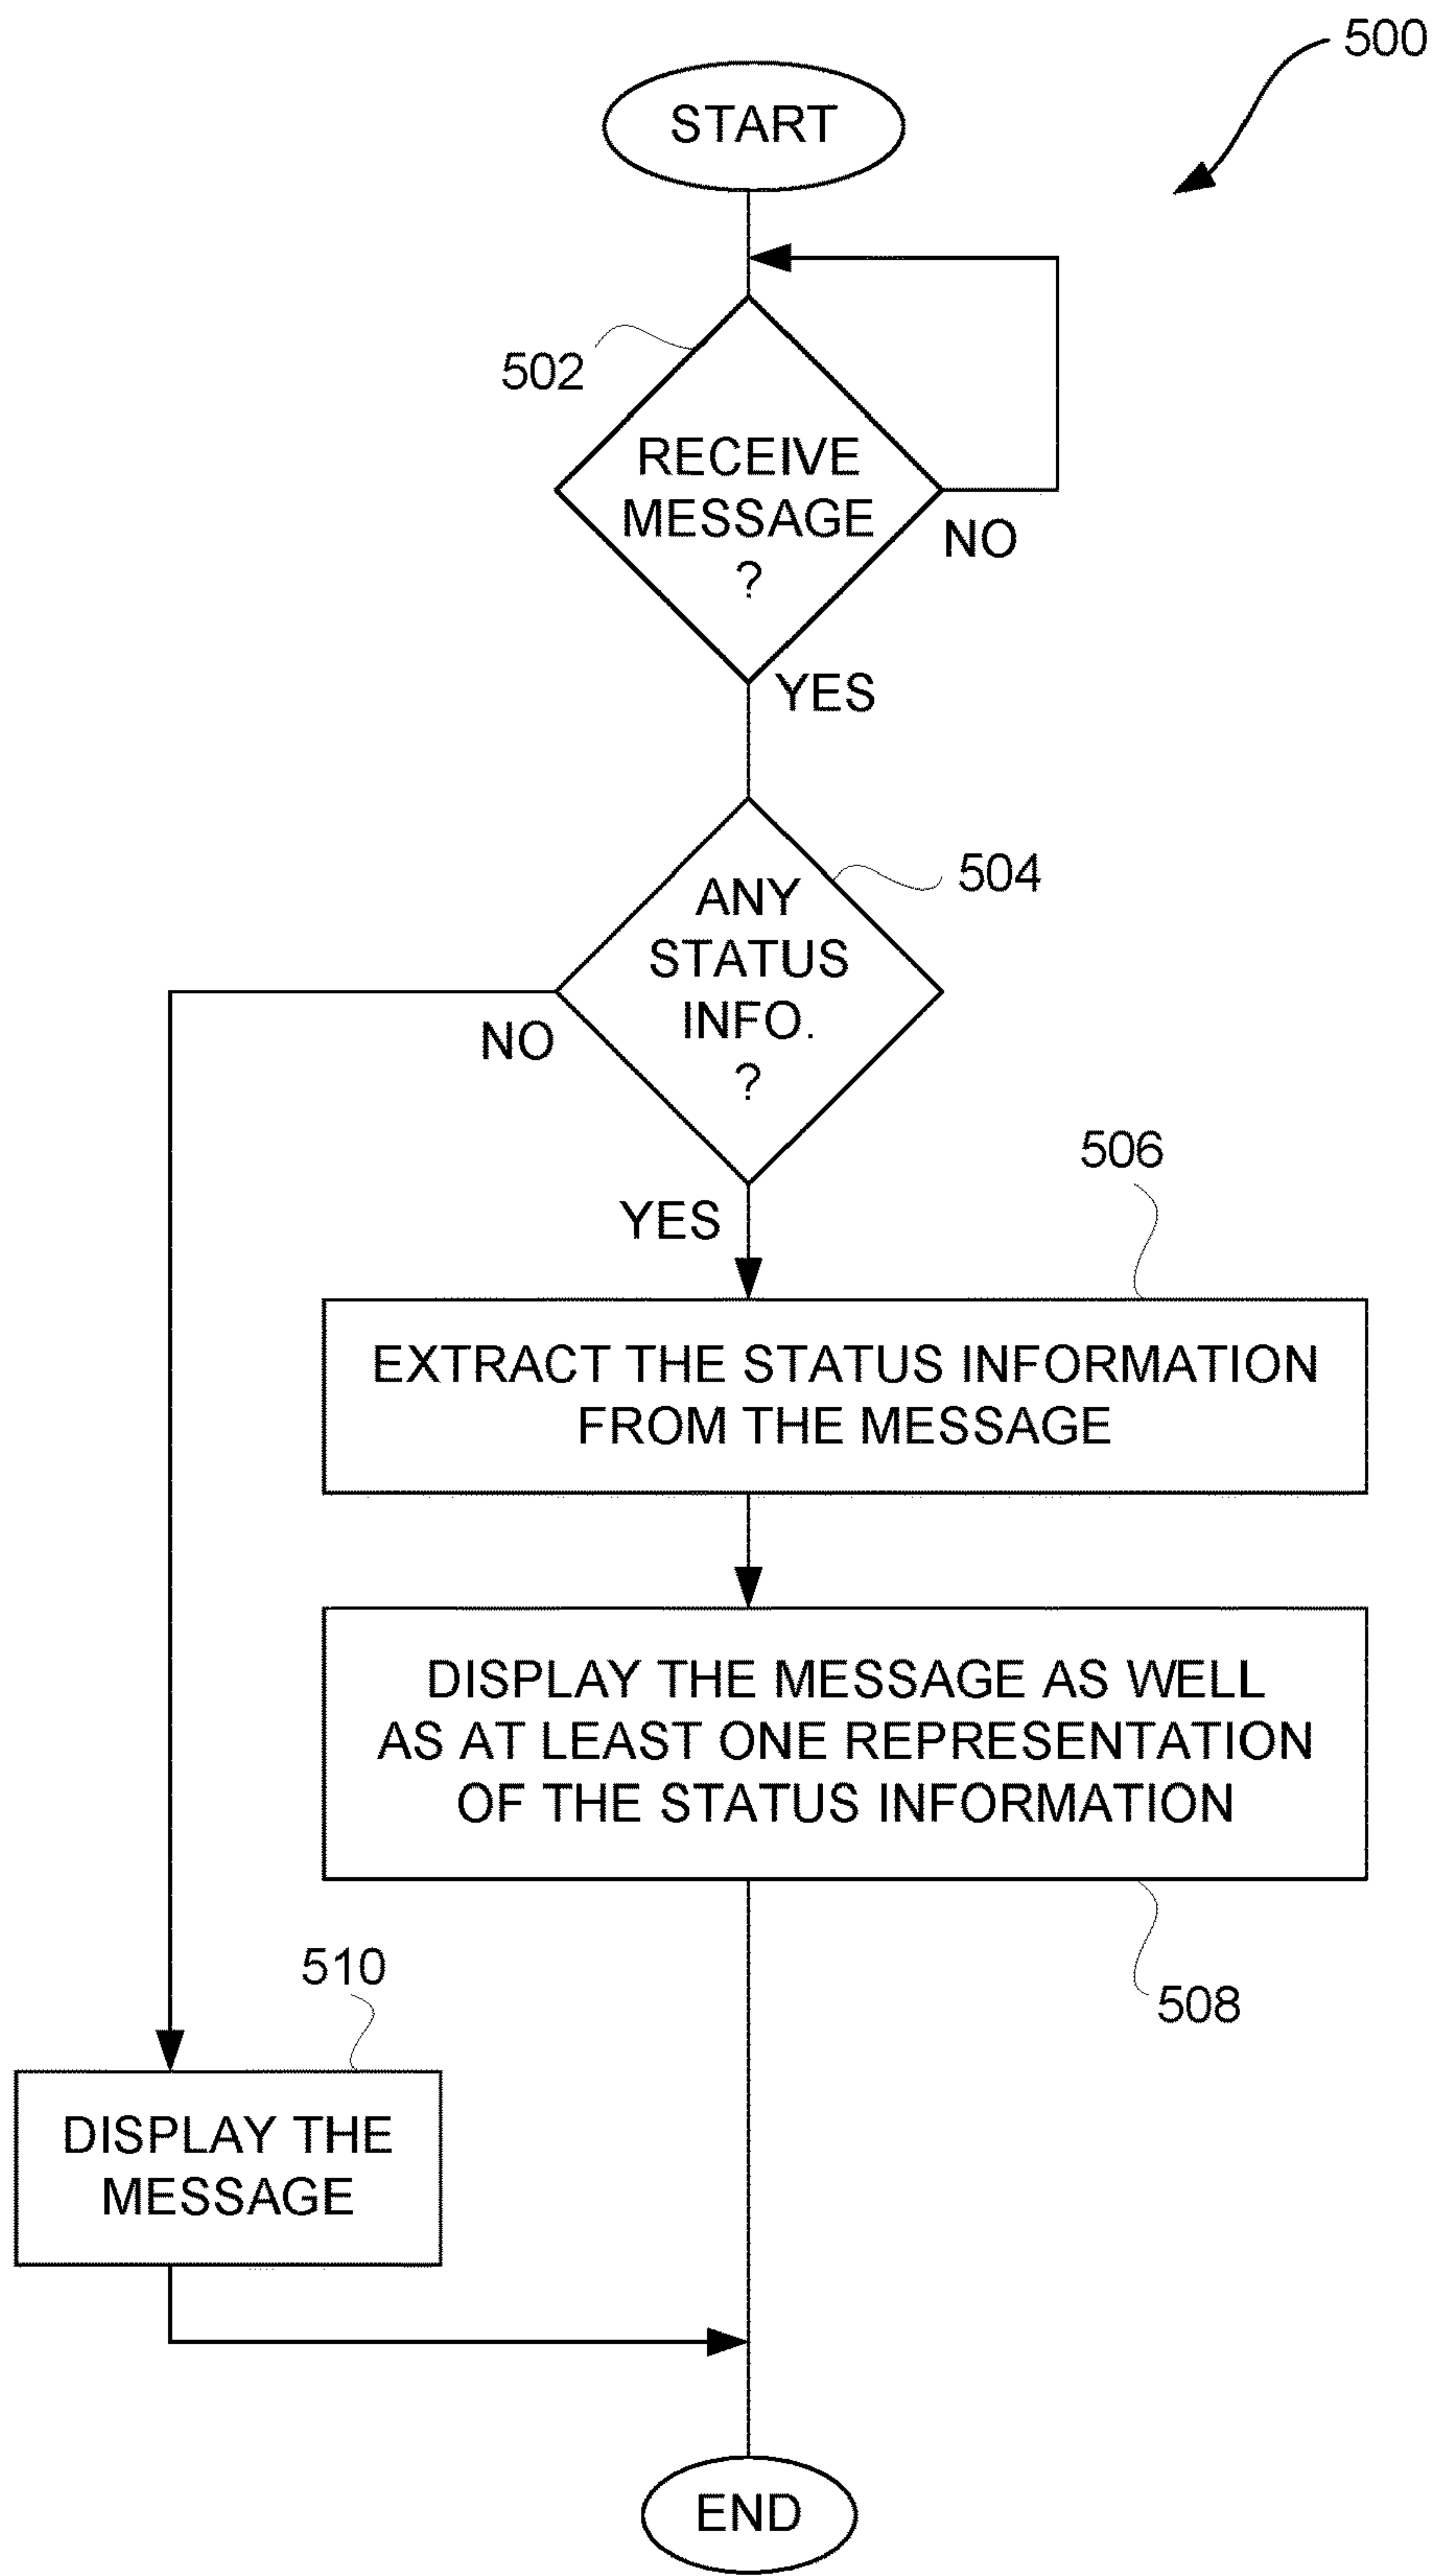 500
START
502
RECEIVE
MESSAGE
?
NO
YES
504
ANY
STATUS
INFO.
?
NO
YES
506
EXTRACT THE STATUS INFORMATION
FROM THE MESSAGE
DISPLAY THE MESSAGE AS WELL
AS AT LEAST ONE REPRESENTATION
OF THE STATUS INFORMATION
508
510
DISPLAY THE
MESSAGE
END